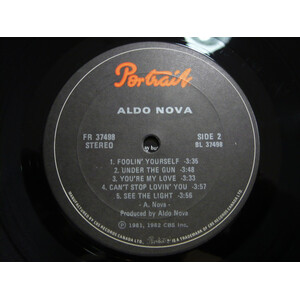 Portrait
ALDO NOVA
FR 37498
STEREO
SIDE 2
BL 37498
1. FOOLIN' YOURSELF -3:36
2. UNDER THE GUN -3:48
3. YOU'RE MY LOVE -3:33
4. CAN'T STOP LOVIN' YOU -3:57
5. SEE THE LIGHT -3:56
- A. Nova -
Produced by Aldo Nova
℗ 1981, 1982 CBS Inc.